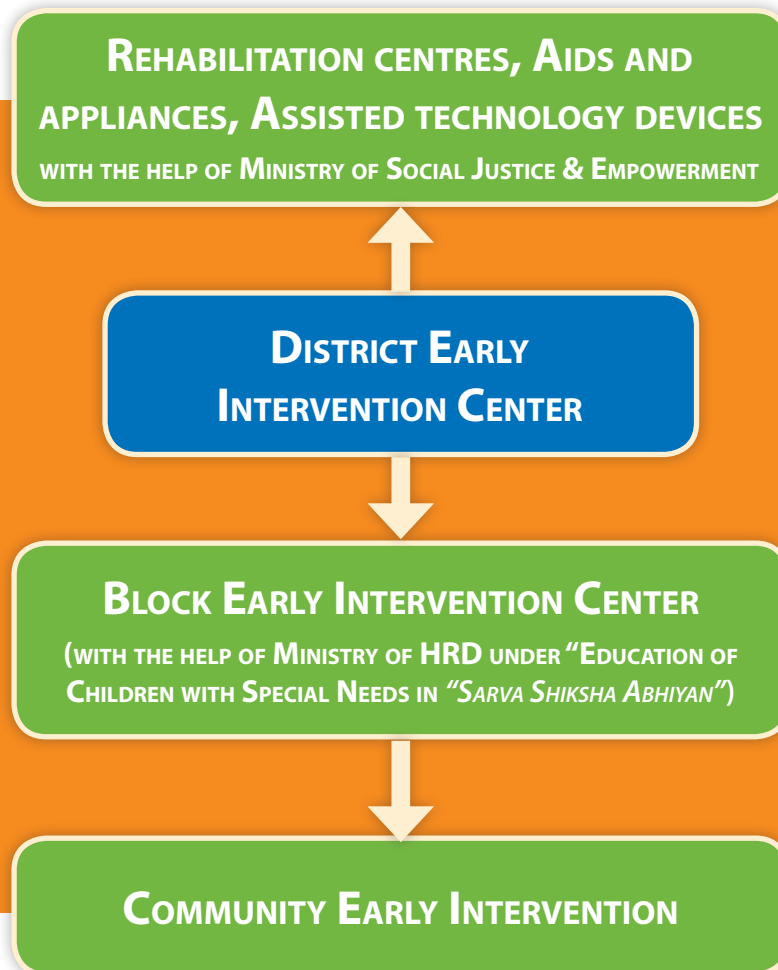 Rehabilitation centres, Aids and
appliances, Assisted technology devices
with the help of Ministry of Social Justice & Empowerment
District Early
Intervention Center
Block Early Intervention Center
(with the help of Ministry of HRD under “Education of
Children with Special Needs in “Sarva Shiksha Abhiyan”)
Community Early Intervention